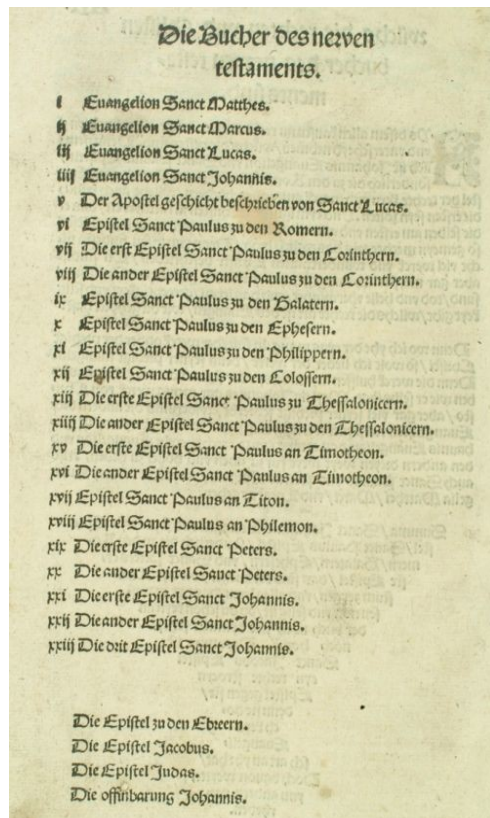 Die Bucher des newen
testaments.
i Euangelion Sanct Matthes.
ij Euangelion Sanct Marcus.
iij Euangelion Sanct Lucas.
iiij Euangelion Sanct Johannis.
v Der Apostel geschicht beschrieben von Sanct Lucas.
vi Epistel Sanct Paulus zu den Romern.
vij Die erst Epistel Sanct Paulus zu den Corinthern.
viij Die ander Epistel Sanct Paulus zu den Corinthern.
ix Epistel Sanct Paulus zu den Galatern.
x Epistel Sanct Paulus zu den Ephesern.
xi Epistel Sanct Paulus zu den Philippern.
xij Epistel Sanct Paulus zu den Colossern.
xiij Die erste Epistel Sanct Paulus zu Thessalonicern.
xiiij Die ander Epistel Sanct Paulus zu den Thessalonicern.
xv Die erste Epistel Sanct Paulus an Timotheon.
xvi Die ander Epistel Sanct Paulus an Timotheon.
xvij Epistel Sanct Paulus an Titon.
xviij Epistel Sanct Paulus an Philemon.
xix Die erste Epistel Sanct Peters.
xx Die ander Epistel Sanct Peters.
xxi Die erste Epistel Sanct Johannis.
xxij Die ander Epistel Sanct Johannis.
xxiij Die drit Epistel Sanct Johannis.
Die Epistel zu den Ebreern.
Die Epistel Jacobus.
Die Epistel Judas.
Die offinbarung Johannis.